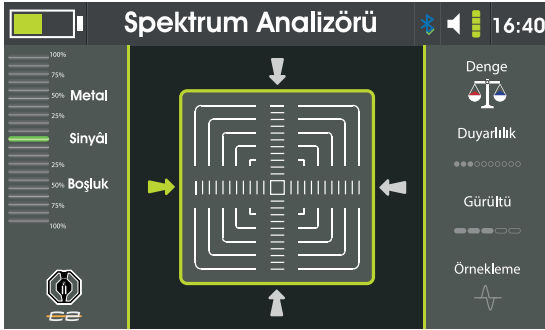 Spektrum Analizörü
16:40
100%
75%
50% Metal
25%
Sinyâl
25%
50% Boşluk
75%
100%
Denge
Duyarlılık
Gürültü
Örnekleme